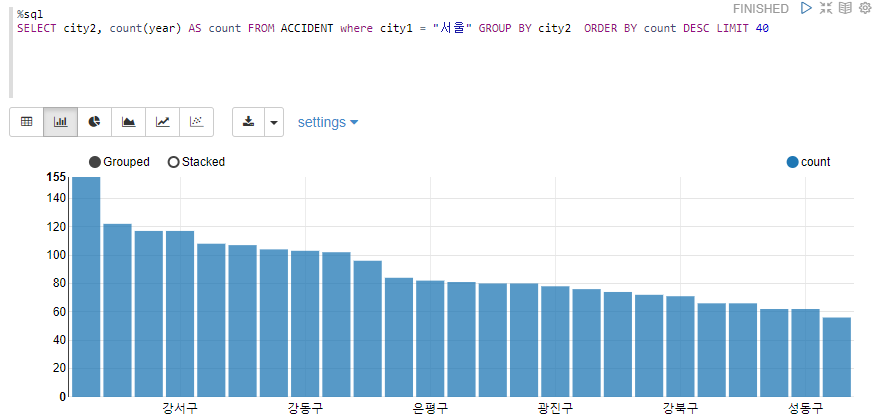 FINISHED
%sql
SELECT city2, count(year) AS count FROM ACCIDENT where city1 = "서울" GROUP BY city2  ORDER BY count DESC LIMIT 40
settings
Grouped Stacked count
155
140
120
100
80
60
40
20
0
강서구 강동구 은평구 광진구 강북구 성동구